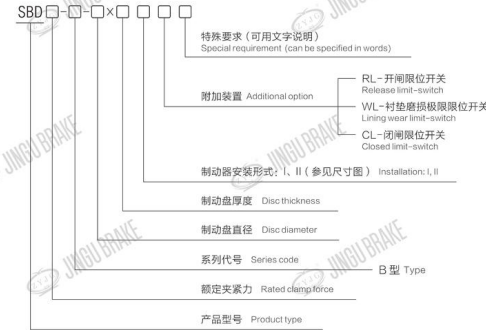 SBD□-□-□×□ □ □ □
特殊要求（可用文字说明）
Special requirement (can be specified in words)
RL-开闸限位开关
Release limit-switch
附加装置 Additional option
WL-衬垫磨损极限限位开关
Lining wear limit-switch
CL-闭闸限位开关
Closed limit-switch
制动器安装形式：I、II（参见尺寸图） Installation: I, II
制动盘厚度 Disc thickness
制动盘直径 Disc diameter
系列代号 Series code
B型 Type
额定夹紧力 Rated clamp force
产品型号 Product type
JINGU BRAKE
JINGU BRAKE
JINGU BRAKE
JINGU BRAKE